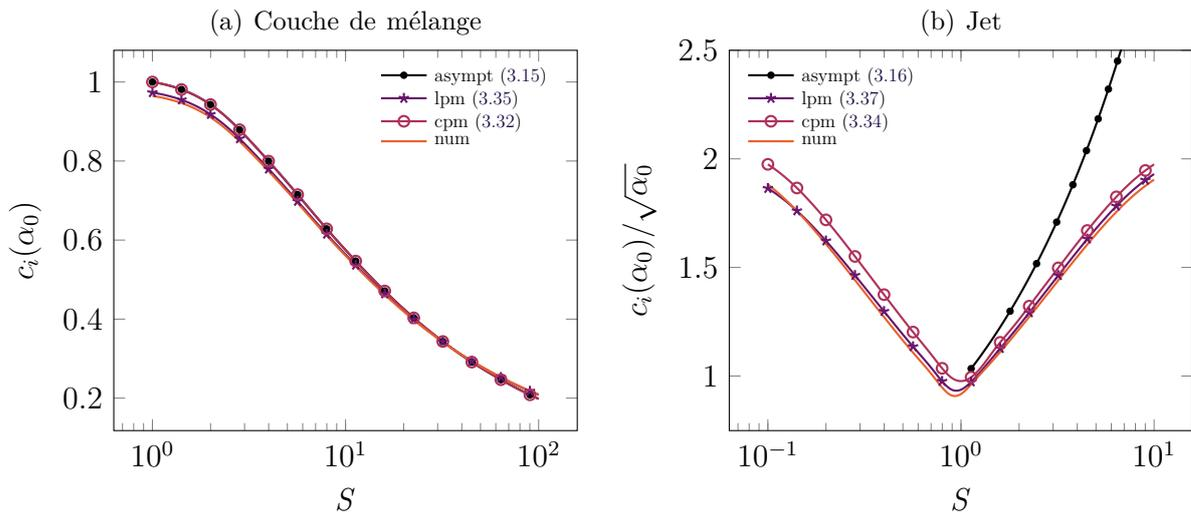 (a) Couche de mélange
1
0.8
0.6
0.4
0.2
c_i(α_0)
asympt (3.15)
lpm (3.35)
cpm (3.32)
num
10^0
10^1
10^2
S
(b) Jet
2.5
2
1.5
1
c_i(α_0)/√α_0
asympt (3.16)
lpm (3.37)
cpm (3.34)
num
10^−1
10^0
10^1
S